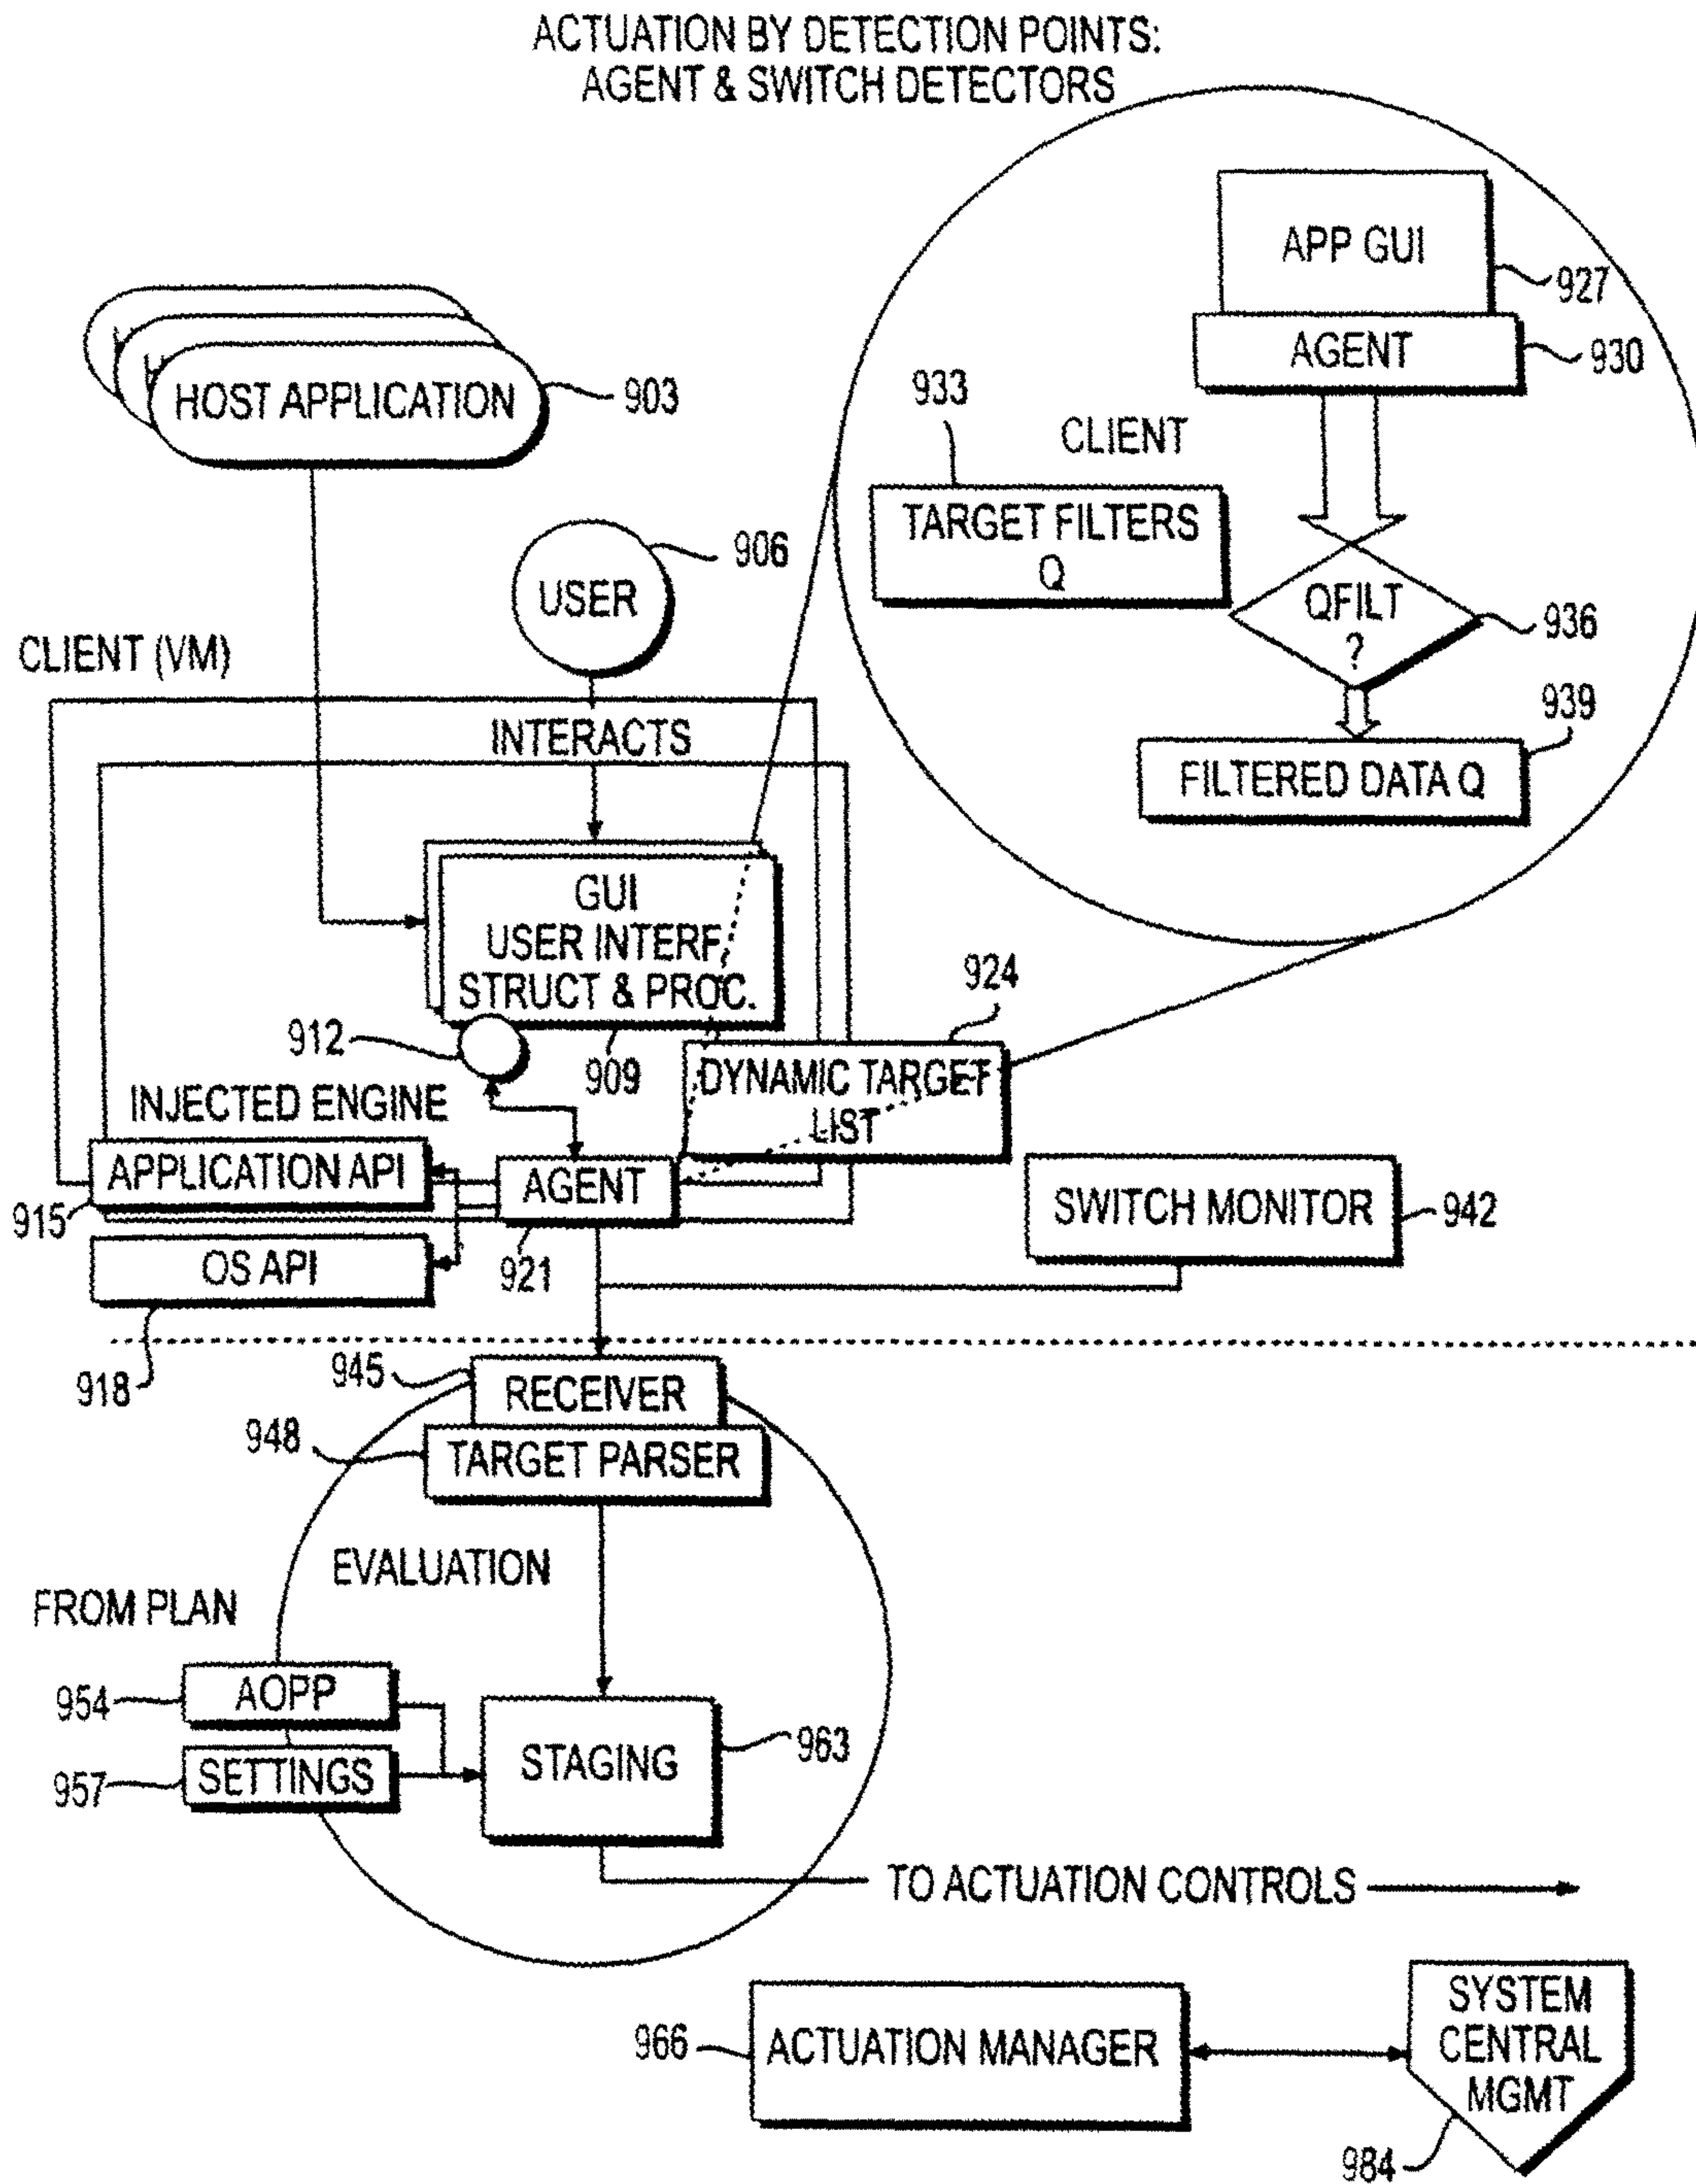 ACTUATION BY DETECTION POINTS:
AGENT & SWITCH DETECTORS
APP GUI
927
AGENT
930
HOST APPLICATION
903
933
CLIENT
TARGET FILTERS
Q
906
USER
QFILT
?
936
CLIENT (VM)
939
INTERACTS
FILTERED DATA Q
GUI
USER INTERF.
STRUCT & PROC.
924
912
909
DYNAMIC TARGET
LIST
INJECTED ENGINE
APPLICATION API
915
AGENT
921
SWITCH MONITOR
942
OS API
918
945
RECEIVER
948
TARGET PARSER
EVALUATION
FROM PLAN
954
AOPP
957
SETTINGS
STAGING
963
TO ACTUATION CONTROLS
966
ACTUATION MANAGER
SYSTEM
CENTRAL
MGMT
984